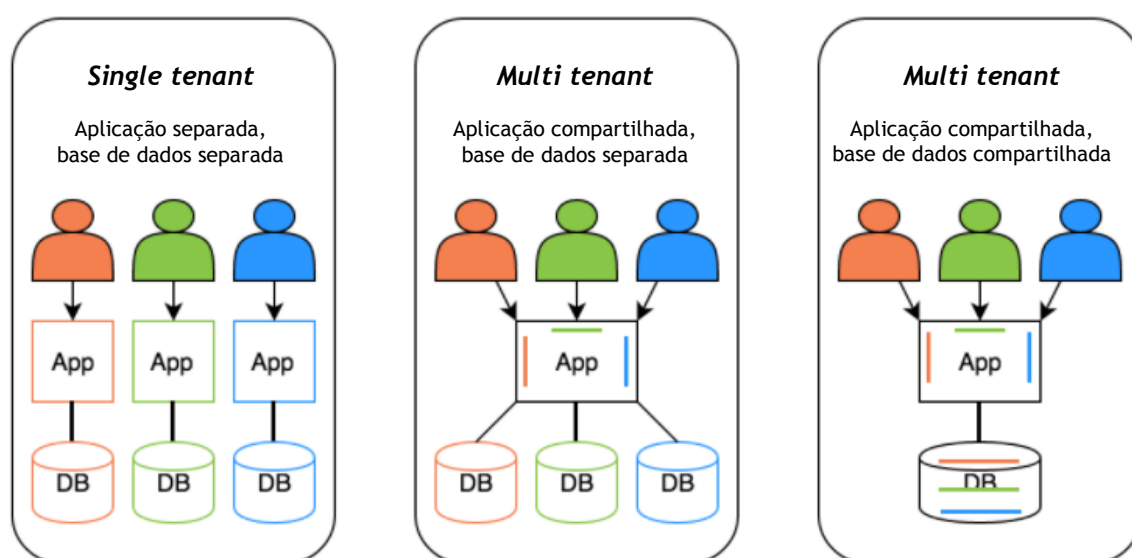 Single tenant
Aplicação separada,
base de dados separada
App
App
App
DB
DB
DB
Multi tenant
Aplicação compartilhada,
base de dados separada
App
DB
DB
DB
Multi tenant
Aplicação compartilhada,
base de dados compartilhada
App
DB